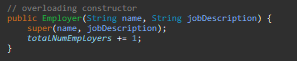 // overloading constructor
public Employer(String name, String jobDescription) {
    super(name, jobDescription);
    totalNumEmployers += 1;
}